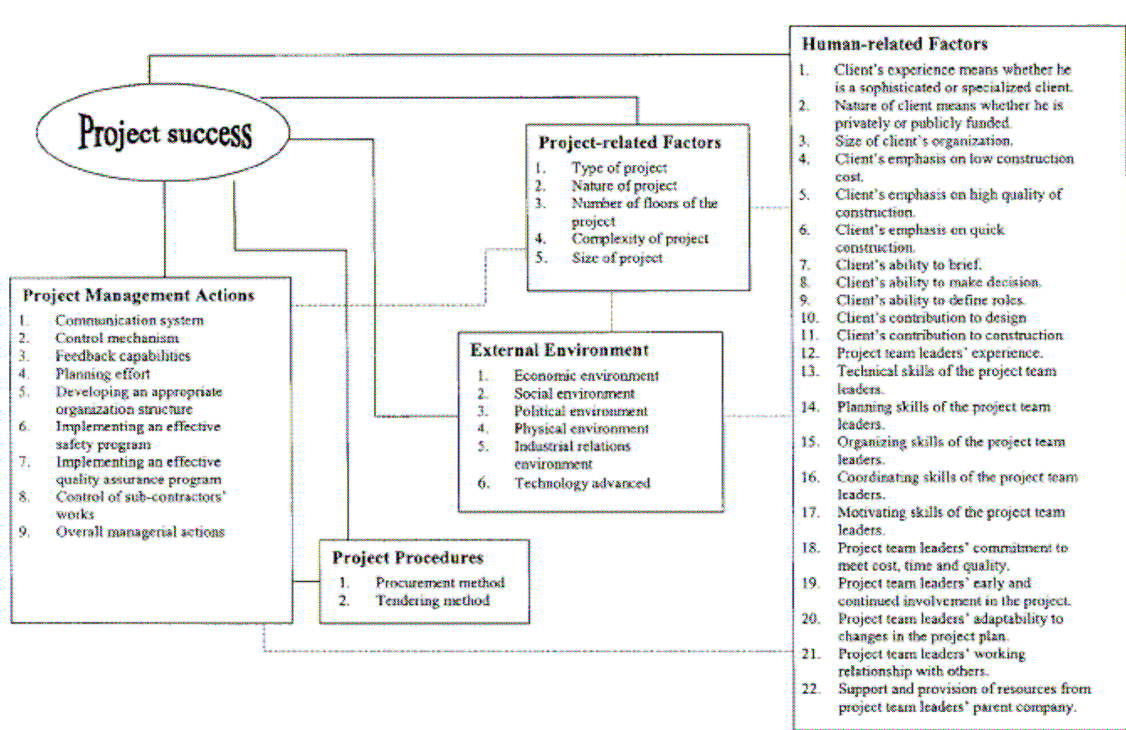 Project success
Human-related Factors
1. Client's experience means whether he
is a sophisticated or specialized client.
2. Nature of client means whether he is
privately or publicly funded.
3. Size of client's organization.
4. Client's emphasis on low construction
cost.
5. Client's emphasis on high quality of
construction.
6. Client's emphasis on quick
construction.
7. Client's ability to brief.
8. Client's ability to make decision.
9. Client's ability to define roles.
10. Client's contribution to design
11. Client's contribution to construction.
12. Project team leaders' experience.
13. Technical skills of the project team
leaders.
14. Planning skills of the project team
leaders.
15. Organizing skills of the project team
leaders.
16. Coordinating skills of the project team
leaders.
17. Motivating skills of the project team
leaders.
18. Project team leaders' commitment to
meet cost, time and quality.
19. Project team leaders' early and
continued involvement in the project.
20. Project team leaders' adaptability to
changes in the project plan.
21. Project team leaders' working
relationship with others.
22. Support and provision of resources from
project team leaders' parent company.
Project-related Factors
1. Type of project
2. Nature of project
3. Number of floors of the
project
4. Complexity of project
5. Size of project
Project Management Actions
1. Communication system
2. Control mechanism
3. Feedback capabilities
4. Planning effort
5. Developing an appropriate
organization structure
6. Implementing an effective
safety program
7. Implementing an effective
quality assurance program
8. Control of sub-contractors'
works
9. Overall managerial actions
External Environment
1. Economic environment
2. Social environment
3. Political environment
4. Physical environment
5. Industrial relations
environment
6. Technology advanced
Project Procedures
1. Procurement method
2. Tendering method